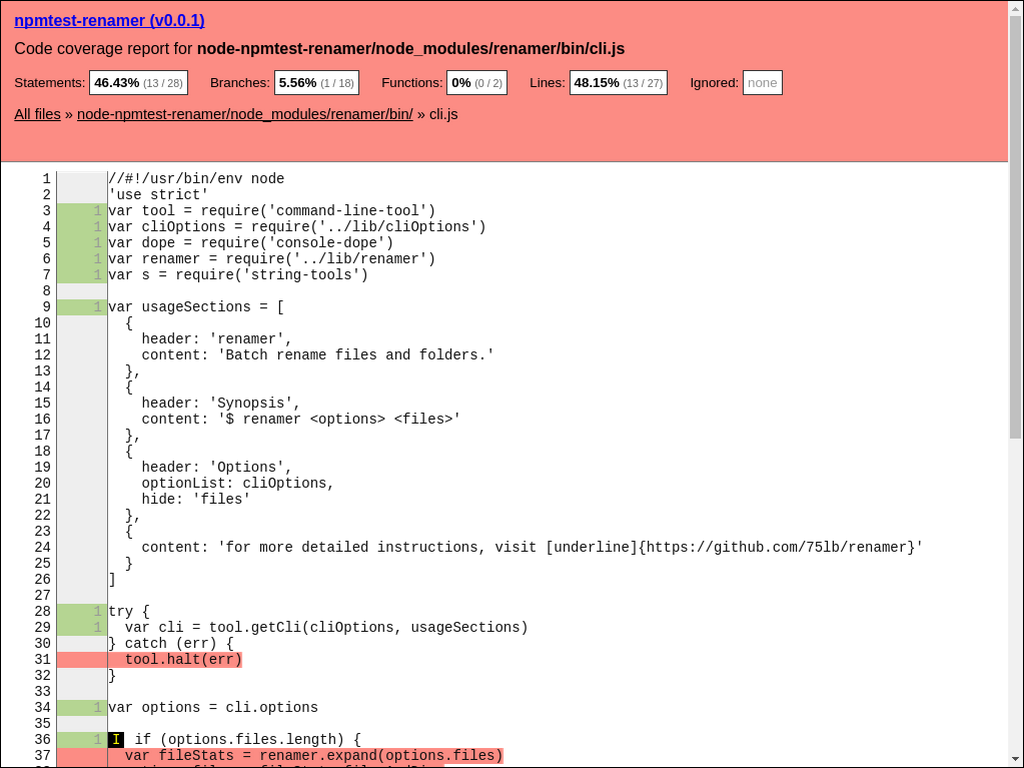 npmtest-renamer (v0.0.1)
Code coverage report for node-npmtest-renamer/node_modules/renamer/bin/cli.js
Statements: 46.43% (13 / 28) Branches: 5.56% (1 / 18) Functions: 0% (0 / 2) Lines: 48.15% (13 / 27) Ignored: none
All files » node-npmtest-renamer/node_modules/renamer/bin/ » cli.js
1 //#!/usr/bin/env node
2 'use strict'
3 1 var tool = require('command-line-tool')
4 1 var cliOptions = require('../lib/cliOptions')
5 1 var dope = require('console-dope')
6 1 var renamer = require('../lib/renamer')
7 1 var s = require('string-tools')
8
9 1 var usageSections = [
10 {
11 header: 'renamer',
12 content: 'Batch rename files and folders.'
13 },
14 {
15 header: 'Synopsis',
16 content: '$ renamer <options> <files>'
17 },
18 {
19 header: 'Options',
20 optionList: cliOptions,
21 hide: 'files'
22 },
23 {
24 content: 'for more detailed instructions, visit [underline]{https://github.com/75lb/renamer}'
25 }
26 ]
27
28 1 try {
29 1 var cli = tool.getCli(cliOptions, usageSections)
30 } catch (err) {
31 tool.halt(err)
32 }
33
34 1 var options = cli.options
35
36 1 I if (options.files.length) {
37 var fileStats = renamer.expand(options.files)